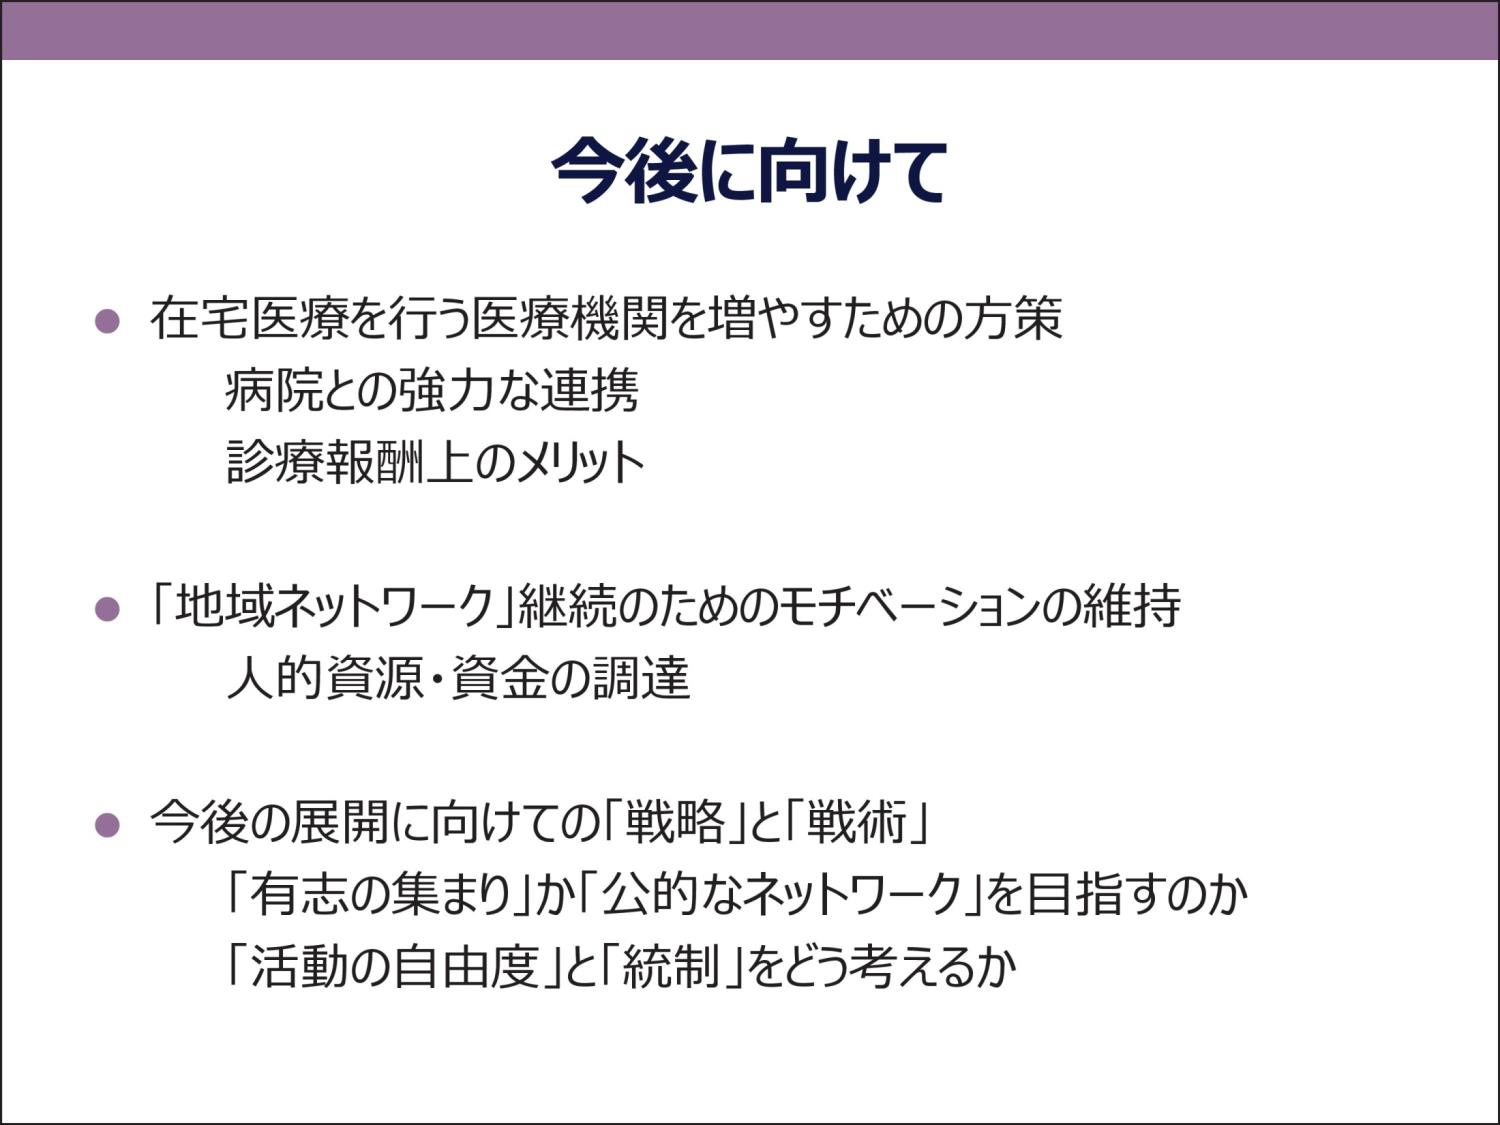 今後に向けて
● 在宅医療を行う医療機関を増やすための方策
病院との強力な連携
診療報酬上のメリット
● 「地域ネットワーク」継続のためのモチベーションの維持
人的資源・資金の調達
● 今後の展開に向けての「戦略」と「戦術」
「有志の集まり」か「公的なネットワーク」を目指すのか
「活動の自由度」と「統制」をどう考えるか